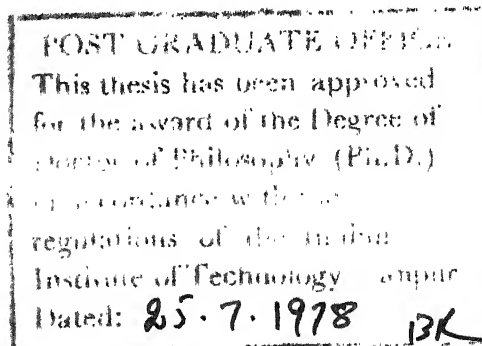 POST GRADUATE OFFICE
This thesis has been approved
for the award of the Degree of
Doctor of Philosophy (Ph.D.)
in accordance with the
regulations of the Indian
Institute of Technology Kanpur
Dated: 25.7.1978 BK